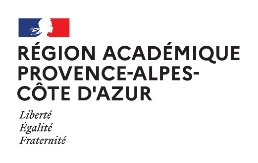 RÉGION ACADÉMIQUE
PROVENCE-ALPES-
CÔTE D'AZUR
Liberté
Égalité
Fraternité